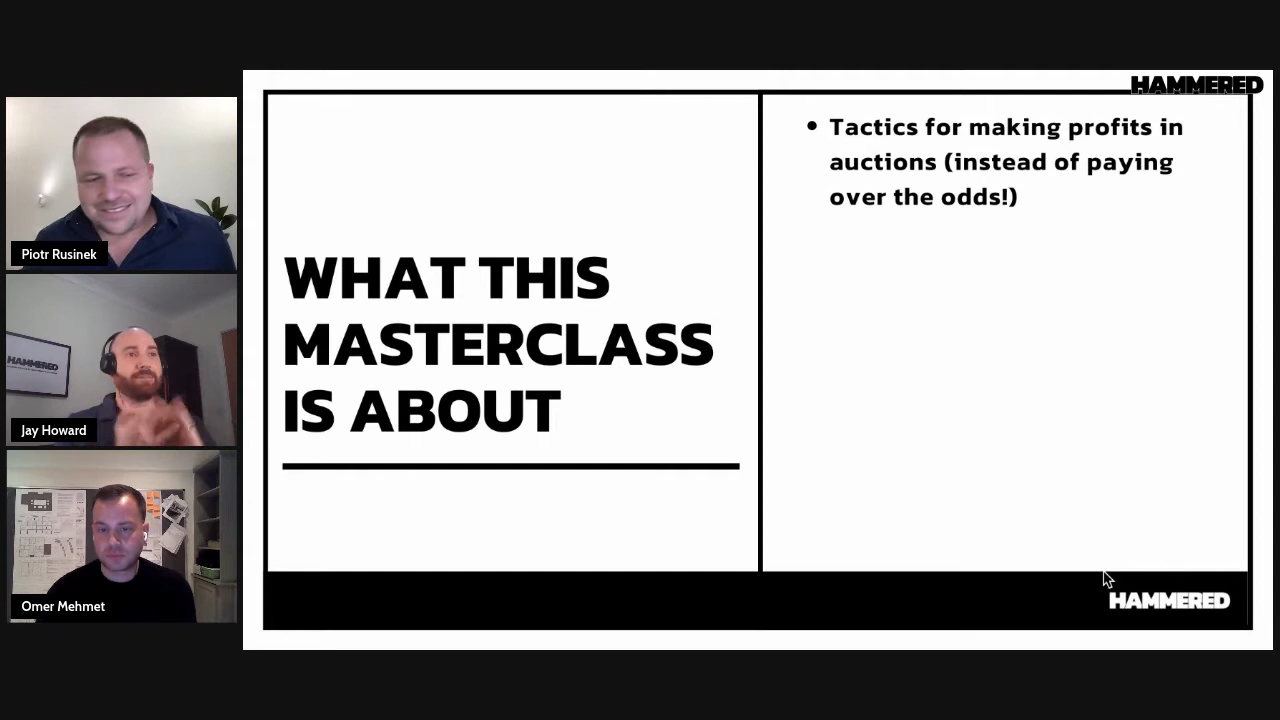 Piotr Rusinek
HAMMERED
Jay Howard
Omer Mehmet
HAMMERED
WHAT THIS
MASTERCLASS
IS ABOUT
• Tactics for making profits in
auctions (instead of paying
over the odds!)
HAMMERED